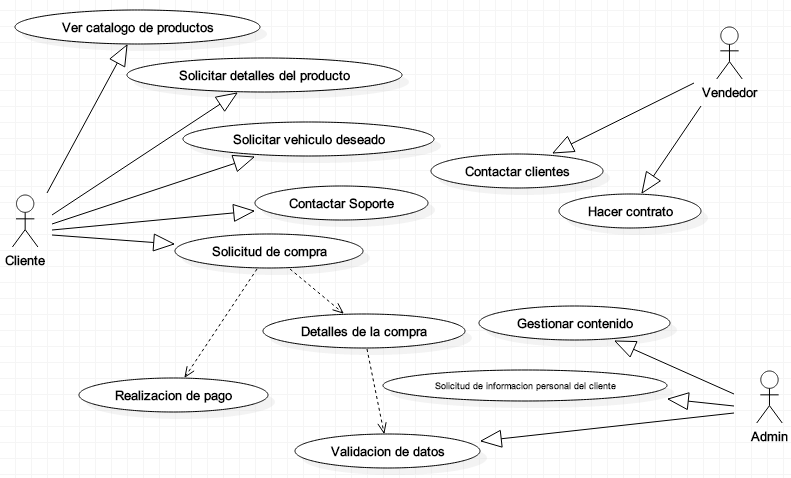 Ver catalogo de productos
Solicitar detalles del producto
Vendedor
Solicitar vehiculo deseado
Contactar clientes
Contactar Soporte
Hacer contrato
Cliente
Solicitud de compra
Detalles de la compra
Gestionar contenido
Realizacion de pago
Solicitud de informacion personal del cliente
Admin
Validacion de datos